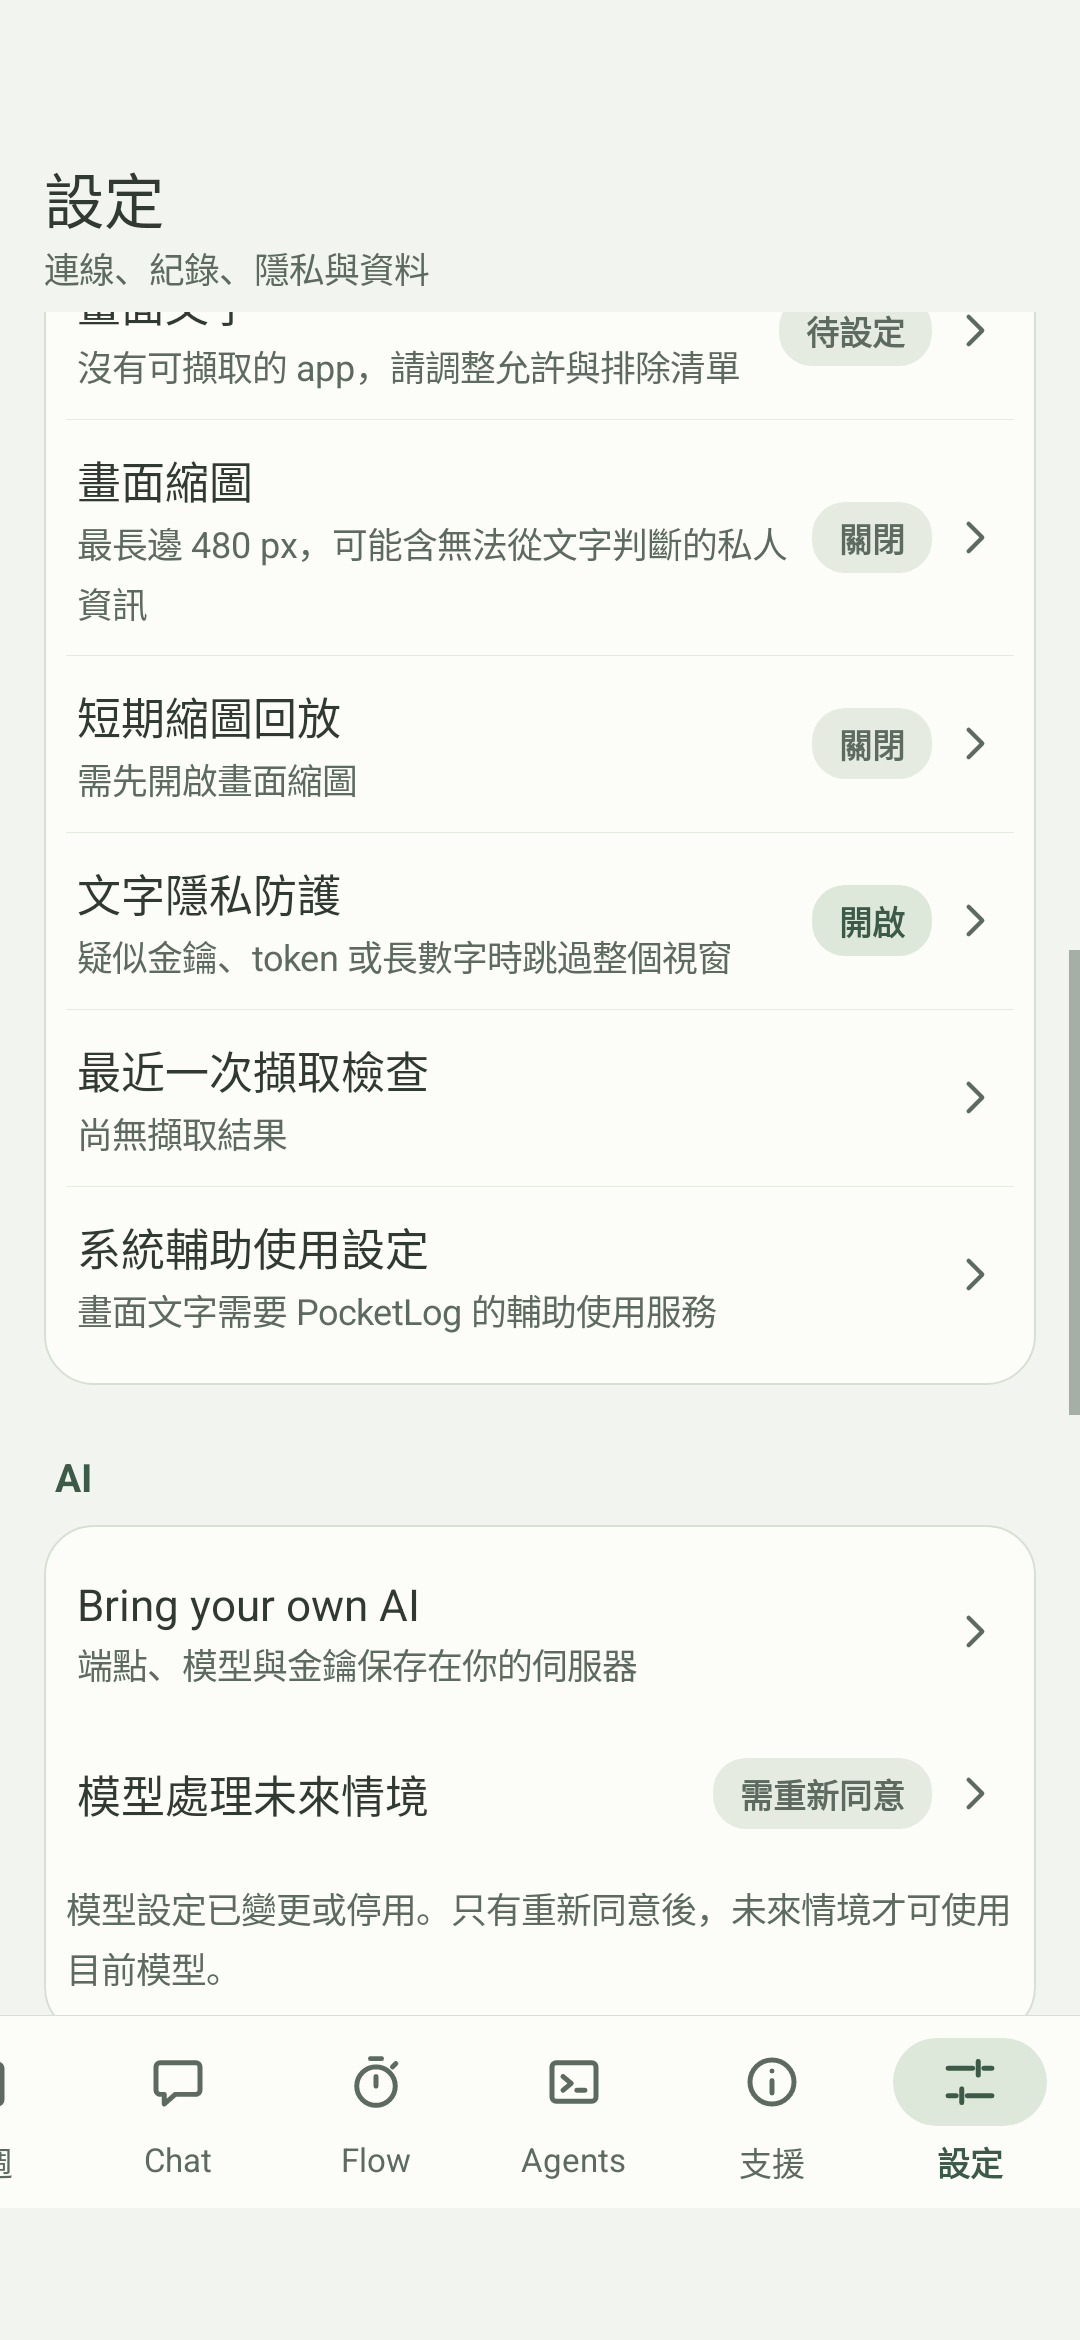 設定
連線、紀錄、隱私與資料
畫面文字
待設定
沒有可擷取的 app，請調整允許與排除清單
畫面縮圖
最長邊 480 px，可能含無法從文字判斷的私人
資訊
關閉
短期縮圖回放
需先開啟畫面縮圖
關閉
文字隱私防護
疑似金鑰、token 或長數字時跳過整個視窗
開啟
最近一次擷取檢查
尚無擷取結果
系統輔助使用設定
畫面文字需要 PocketLog 的輔助使用服務
AI
Bring your own AI
端點、模型與金鑰保存在你的伺服器
模型處理未來情境
需重新同意
模型設定已變更或停用。只有重新同意後，未來情境才可使用
目前模型。
Chat
Flow
Agents
支援
設定